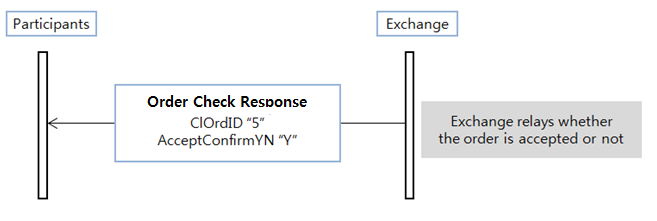 Participants
Exchange
Order Check Response
ClOrdID “5”
AcceptConfirmYN “Y”
Exchange relays whether
the order is accepted or not